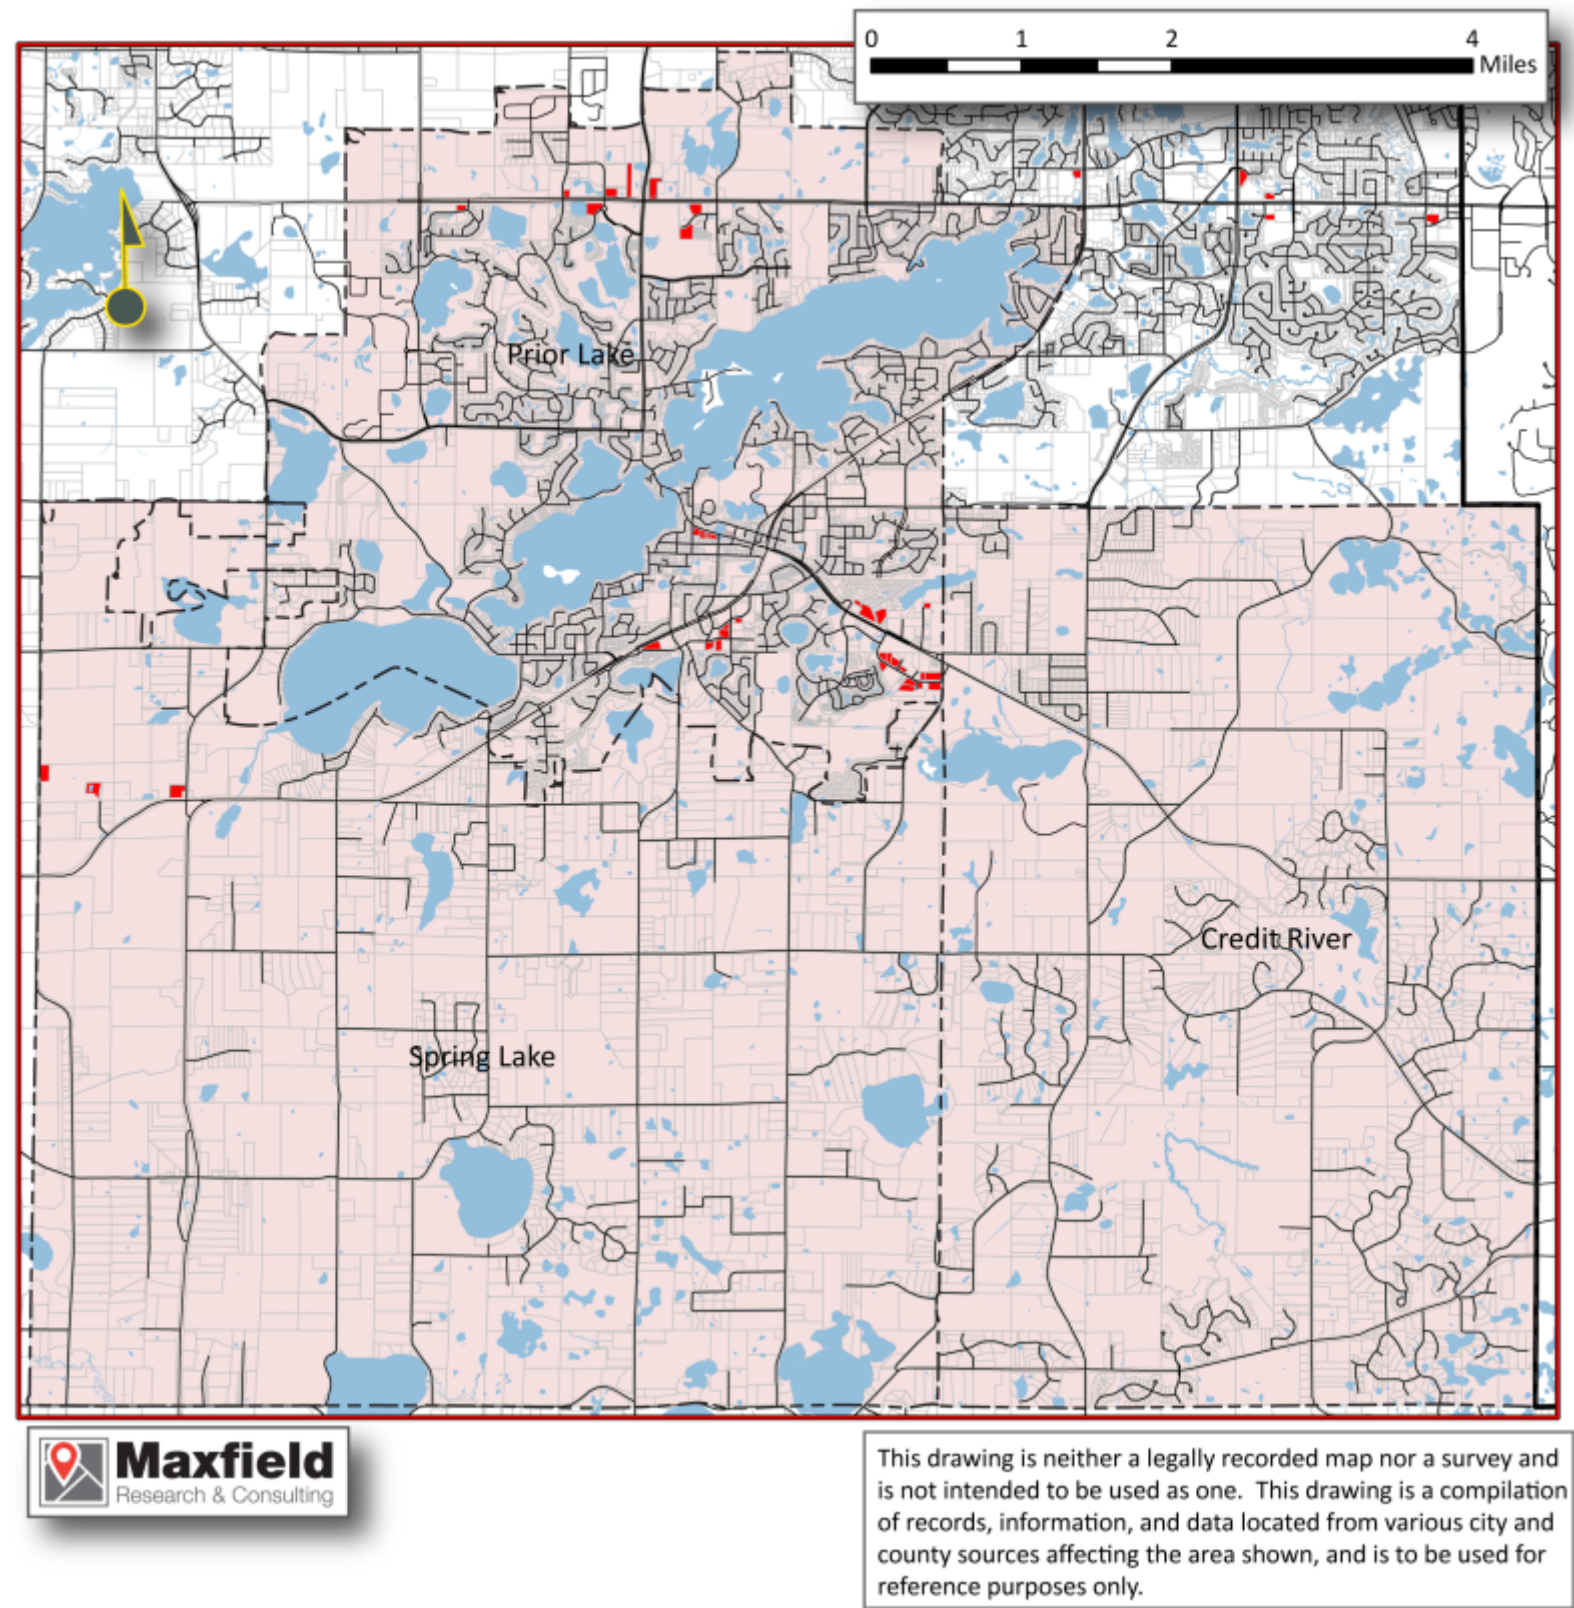 0 1 2 4
Miles
Prior Lake
Credit River
Spring Lake
Maxfield
Research & Consulting
This drawing is neither a legally recorded map nor a survey and
is not intended to be used as one. This drawing is a compilation
of records, information, and data located from various city and
county sources affecting the area shown, and is to be used for
reference purposes only.